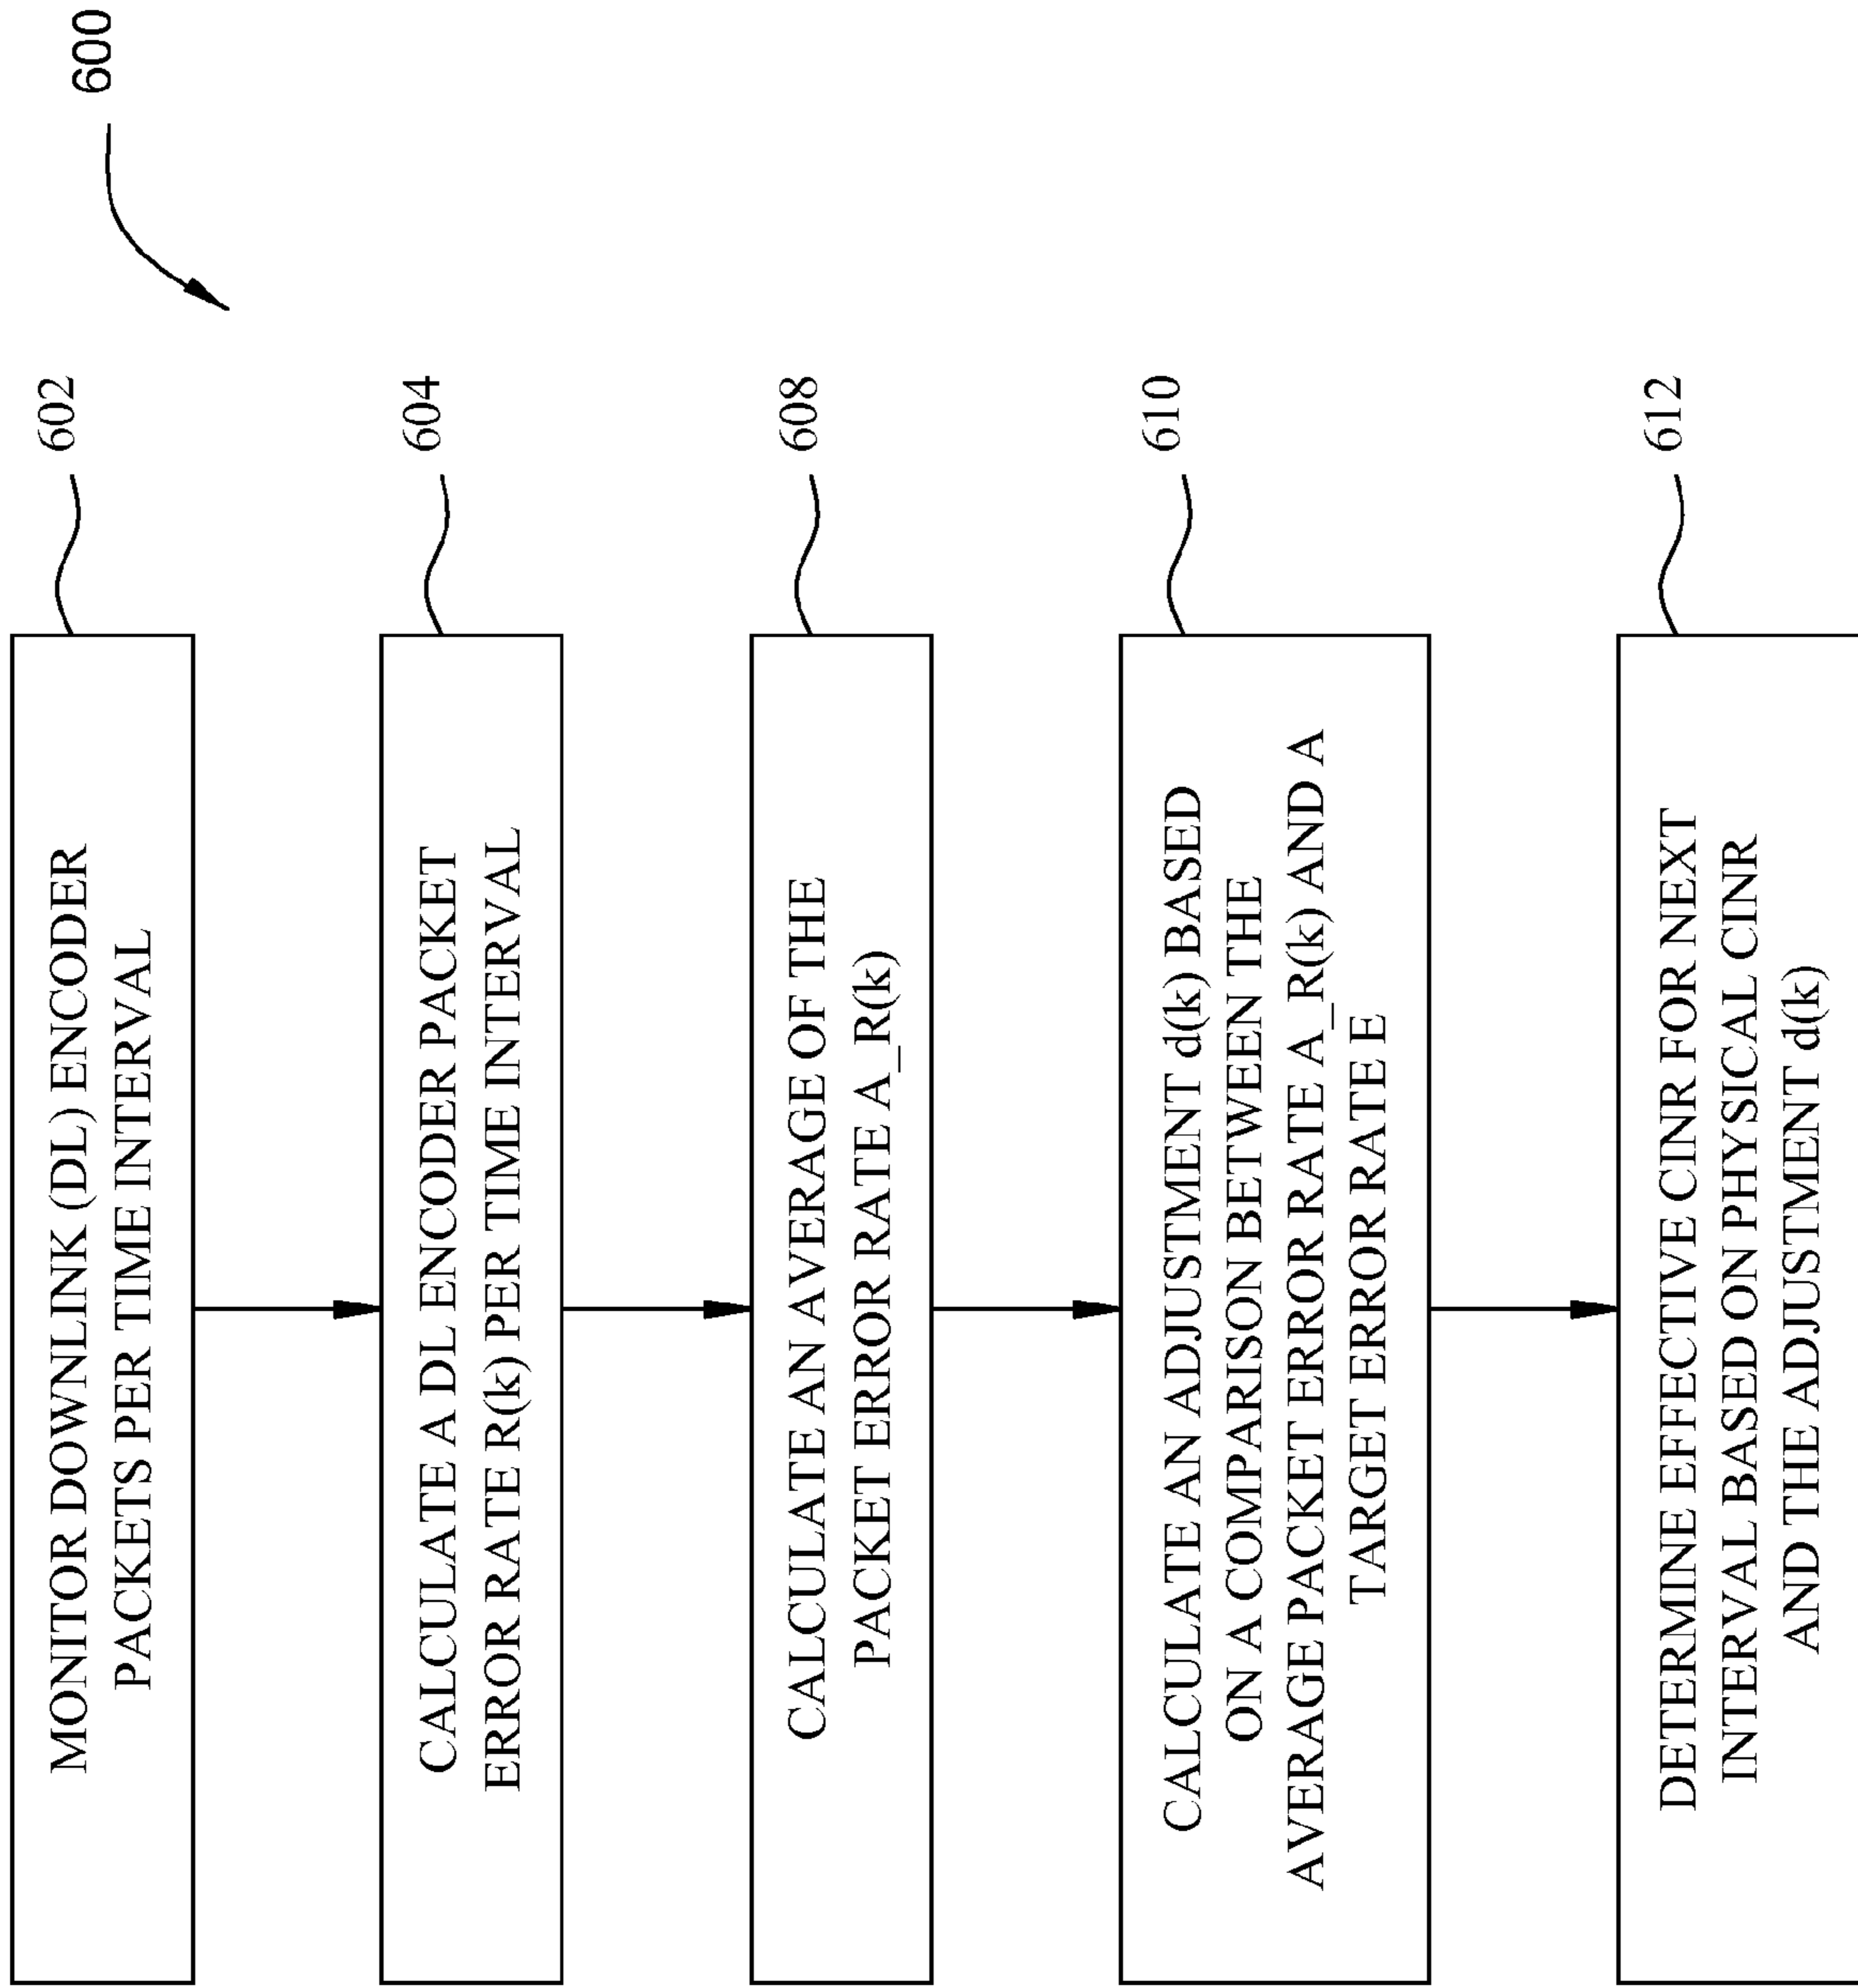 600
602
MONITOR DOWNLINK (DL) ENCODER
PACKETS PER TIME INTERVAL
604
CALCULATE A DL ENCODER PACKET
ERROR RATE R(k) PER TIME INTERVAL
608
CALCULATE AN AVERAGE OF THE
PACKET ERROR RATE A_R(k)
610
CALCULATE AN ADJUSTMENT d(k) BASED
ON A COMPARISON BETWEEN THE
AVERAGE PACKET ERROR RATE A_R(k) AND A
TARGET ERROR RATE E
612
DETERMINE EFFECTIVE CINR FOR NEXT
INTERVAL BASED ON PHYSICAL CINR
AND THE ADJUSTMENT d(k)